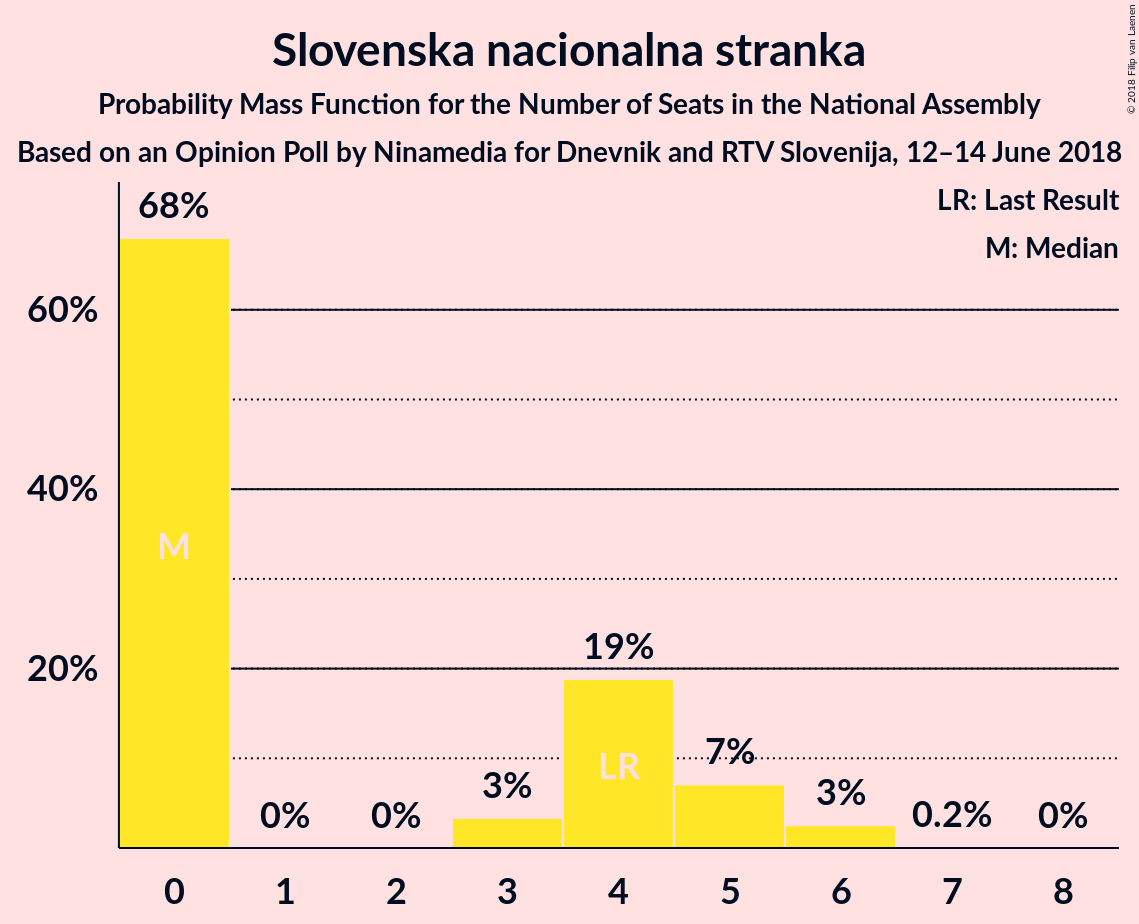 Slovenska nacionalna stranka
Probability Mass Function for the Number of Seats in the National Assembly
Based on an Opinion Poll by Ninamedia for Dnevnik and RTV Slovenija, 12–14 June 2018
© 2018 Filip van Laenen
LR: Last Result
M: Median
68%
60%
40%
20%
M
19%
LR
0%
0%
3%
7%
3%
0.2%
0%
0 1 2 3 4 5 6 7 8